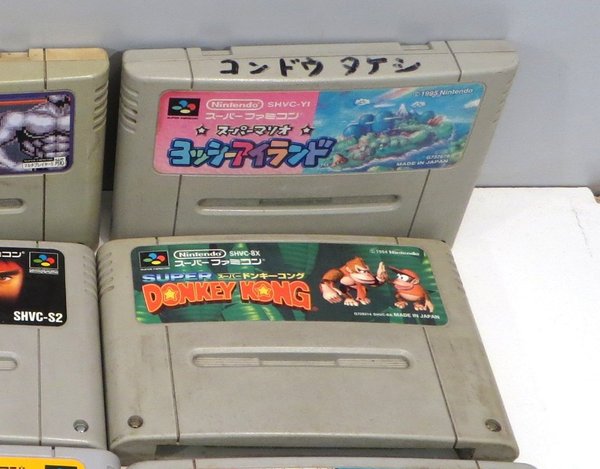 コンドウ タケシ
Nintendo SHVC-YI
スーパーファミコン
スーパーマリオ
ヨッシーアイランド
©1995 Nintendo
MADE IN JAPAN
Nintendo SHVC-8X
スーパーファミコン
SUPER スーパードンキーコング
DONKEY KONG
©1994 Nintendo
MADE IN JAPAN
SHVC-S2